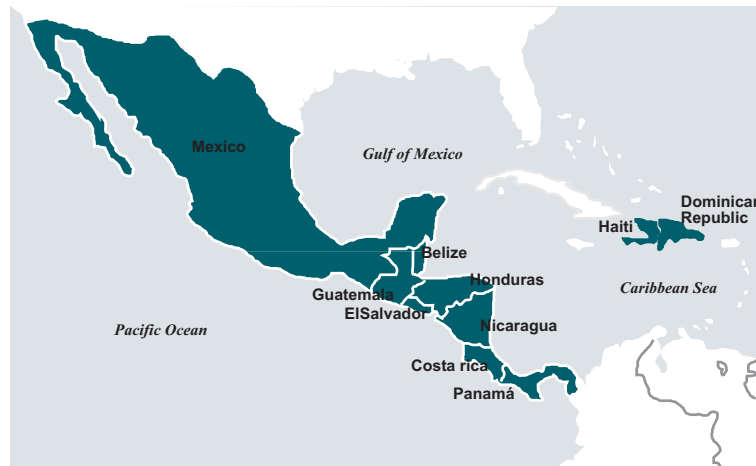 Mexico
Gulf of Mexico
Dominican
Republic
Haiti
Belize
Honduras
Caribbean Sea
Guatemala
ElSalvador
Pacific Ocean
Nicaragua
Costa rica
Panamá